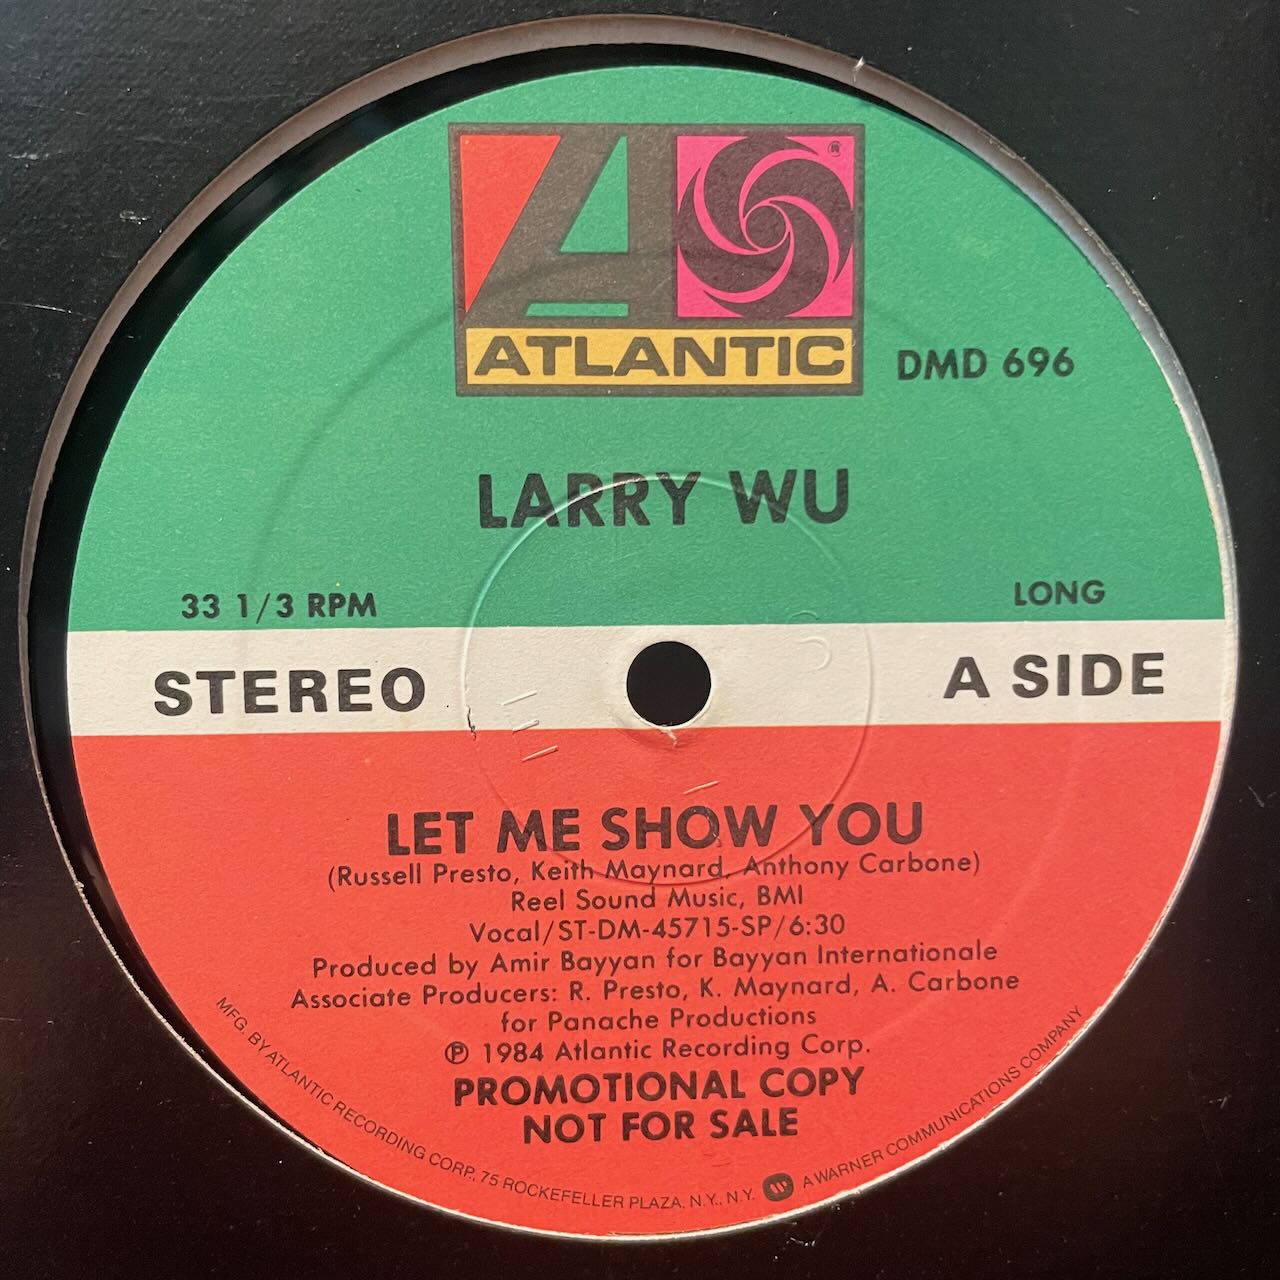 A
®
ATLANTIC
DMD 696
LARRY WU
33 1/3 RPM
LONG
STEREO
A SIDE
LET ME SHOW YOU
(Russell Presto, Keith Maynard, Anthony Carbone)
Reel Sound Music, BMI
Vocal/ST-DM-45715-SP/6:30
Produced by Amir Bayyan for Bayyan Internationale
Associate Producers: R. Presto, K. Maynard, A. Carbone
for Panache Productions
℗ 1984 Atlantic Recording Corp.
PROMOTIONAL COPY
NOT FOR SALE
MFG. BY ATLANTIC RECORDING CORP., 75 ROCKEFELLER PLAZA, N.Y., N.Y. A WARNER COMMUNICATIONS COMPANY